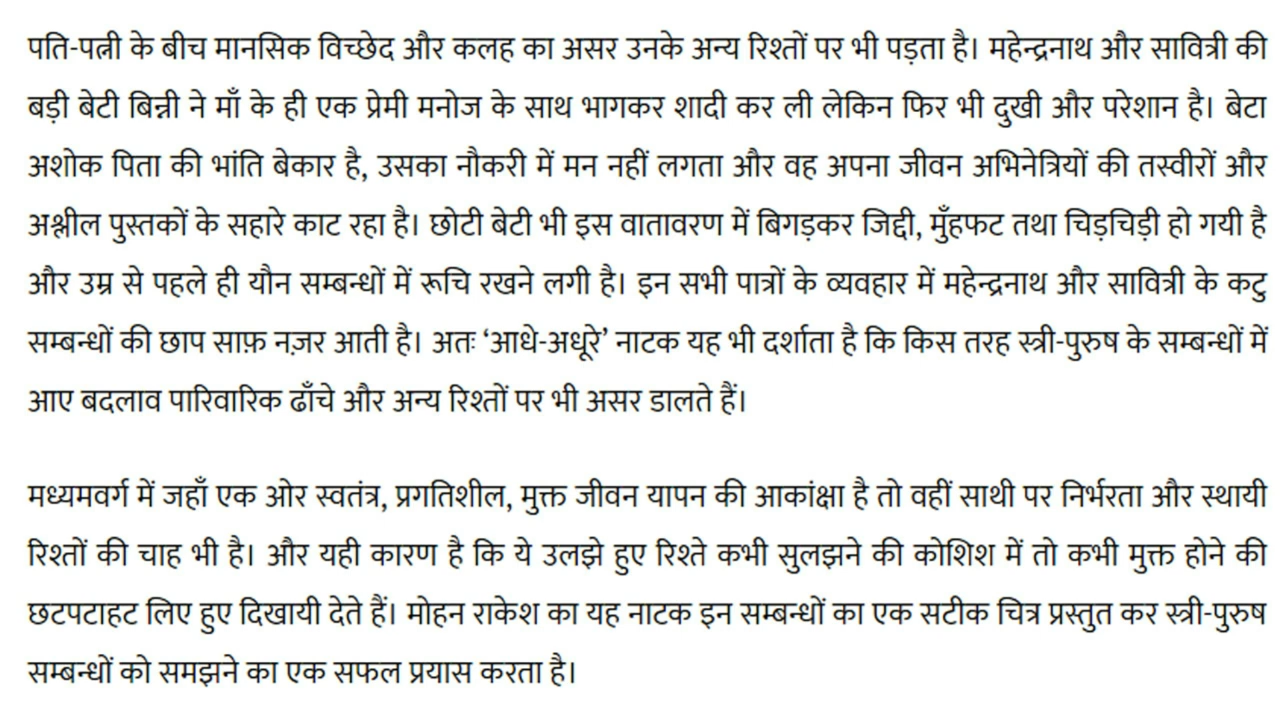 पति-पत्नी के बीच मानसिक विच्छेद और कलह का असर उनके अन्य रिश्तों पर भी पड़ता है। महेन्द्रनाथ और सावित्री की
बड़ी बेटी बिन्नी ने माँ के ही एक प्रेमी मनोज के साथ भागकर शादी कर ली लेकिन फिर भी दुखी और परेशान है। बेटा
अशोक पिता की भांति बेकार है, उसका नौकरी में मन नहीं लगता और वह अपना जीवन अभिनेत्रियों की तस्वीरों और
अश्लील पुस्तकों के सहारे काट रहा है। छोटी बेटी भी इस वातावरण में बिगड़कर जिद्दी, मुँहफट तथा चिड़चिड़ी हो गयी है
और उम्र से पहले ही यौन सम्बन्धों में रूचि रखने लगी है। इन सभी पात्रों के व्यवहार में महेन्द्रनाथ और सावित्री के कटु
सम्बन्धों की छाप साफ़ नज़र आती है। अतः ‘आधे-अधूरे’ नाटक यह भी दर्शाता है कि किस तरह स्त्री-पुरुष के सम्बन्धों में
आए बदलाव पारिवारिक ढाँचे और अन्य रिश्तों पर भी असर डालते हैं।
मध्यमवर्ग में जहाँ एक ओर स्वतंत्र, प्रगतिशील, मुक्त जीवन यापन की आकांक्षा है तो वहीं साथी पर निर्भरता और स्थायी
रिश्तों की चाह भी है। और यही कारण है कि ये उलझे हुए रिश्ते कभी सुलझने की कोशिश में तो कभी मुक्त होने की
छटपटाहट लिए हुए दिखायी देते हैं। मोहन राकेश का यह नाटक इन सम्बन्धों का एक सटीक चित्र प्रस्तुत कर स्त्री-पुरुष
सम्बन्धों को समझने का एक सफल प्रयास करता है।